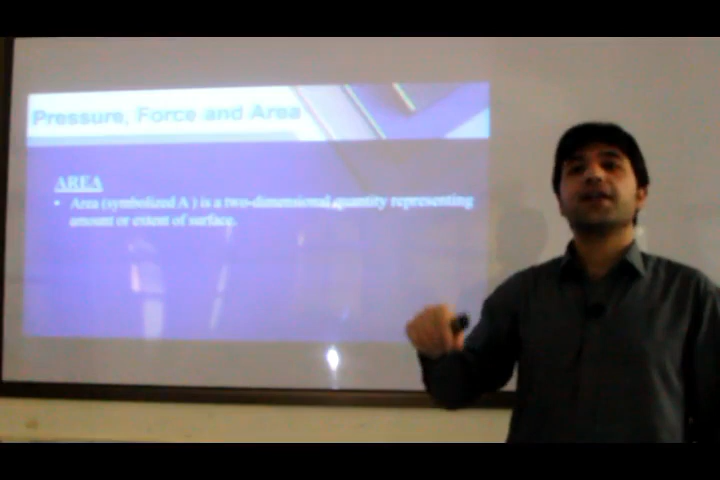 Pressure, Force and Area
AREA
• Area (symbolized A ) is a two-dimensional quantity representing
amount or extent of surface.